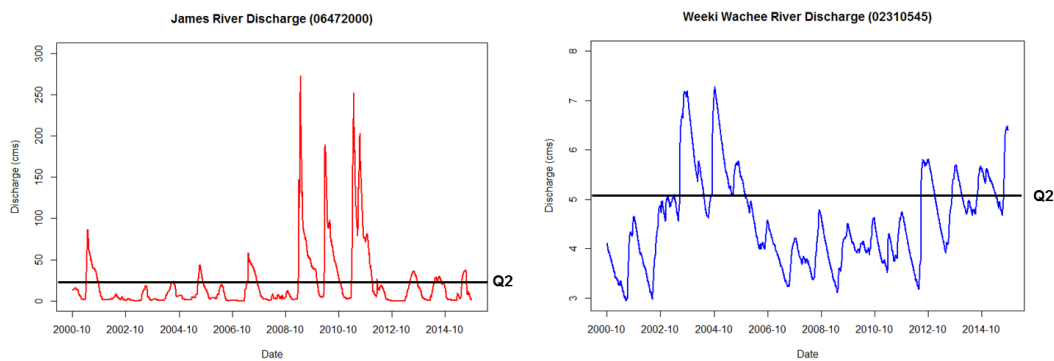 James River Discharge (06472000)
Discharge (cms)
300
250
200
150
100
50
0
Q2
2000-10 2002-10 2004-10 2006-10 2008-10 2010-10 2014-10
Date
Weeki Wachee River Discharge (02310545)
Discharge (cms)
8
7
6
5
4
3
Q2
2000-10 2002-10 2004-10 2006-10 2008-10 2010-10 2012-10 2014-10
Date